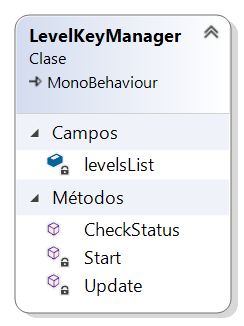 LevelKeyManager
Clase
MonoBehaviour
Campos
levelsList
Métodos
CheckStatus
Start
Update